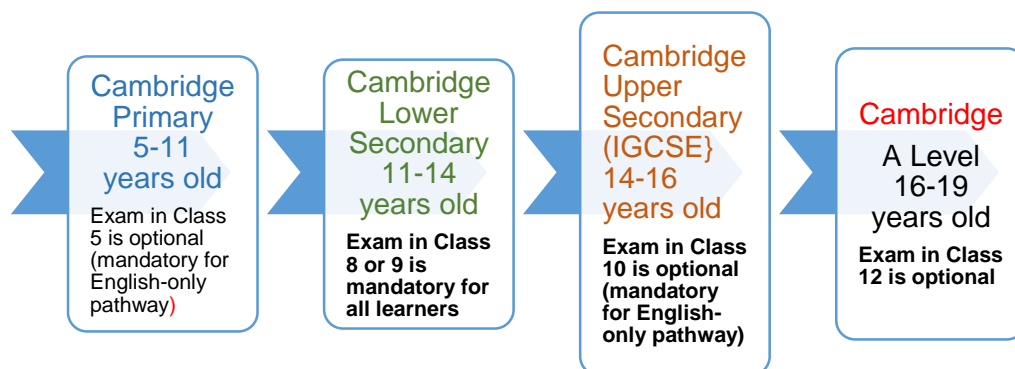 Cambridge
Primary
5-11
years old
Exam in Class
5 is optional
(mandatory for
English-only
pathway)
Cambridge
Lower
Secondary
11-14
years old
Exam in Class
8 or 9 is
mandatory for
all learners
Cambridge
Upper
Secondary
(IGCSE}
14-16
years old
Exam in Class
10 is optional
(mandatory
for English-
only pathway)
Cambridge
A Level
16-19
years old
Exam in Class
12 is optional